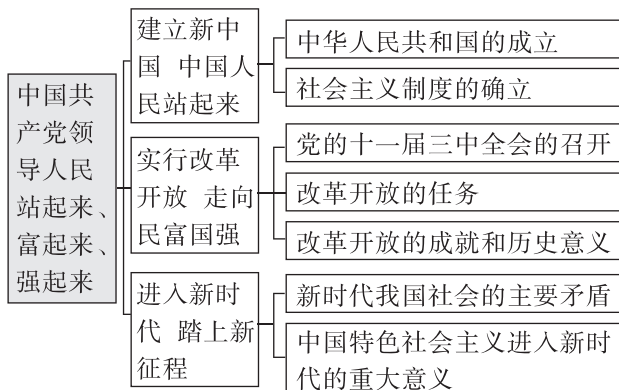 中国共
产党领
导人民
站起来、
富起来、
强起来
建立新中
国 中国人
民站起来
中华人民共和国的成立
社会主义制度的确立
实行改革
开放 走向
民富国强
党的十一届三中全会的召开
改革开放的任务
改革开放的成就和历史意义
进入新时
代 踏上新
征程
新时代我国社会的主要矛盾
中国特色社会主义进入新时
代的重大意义